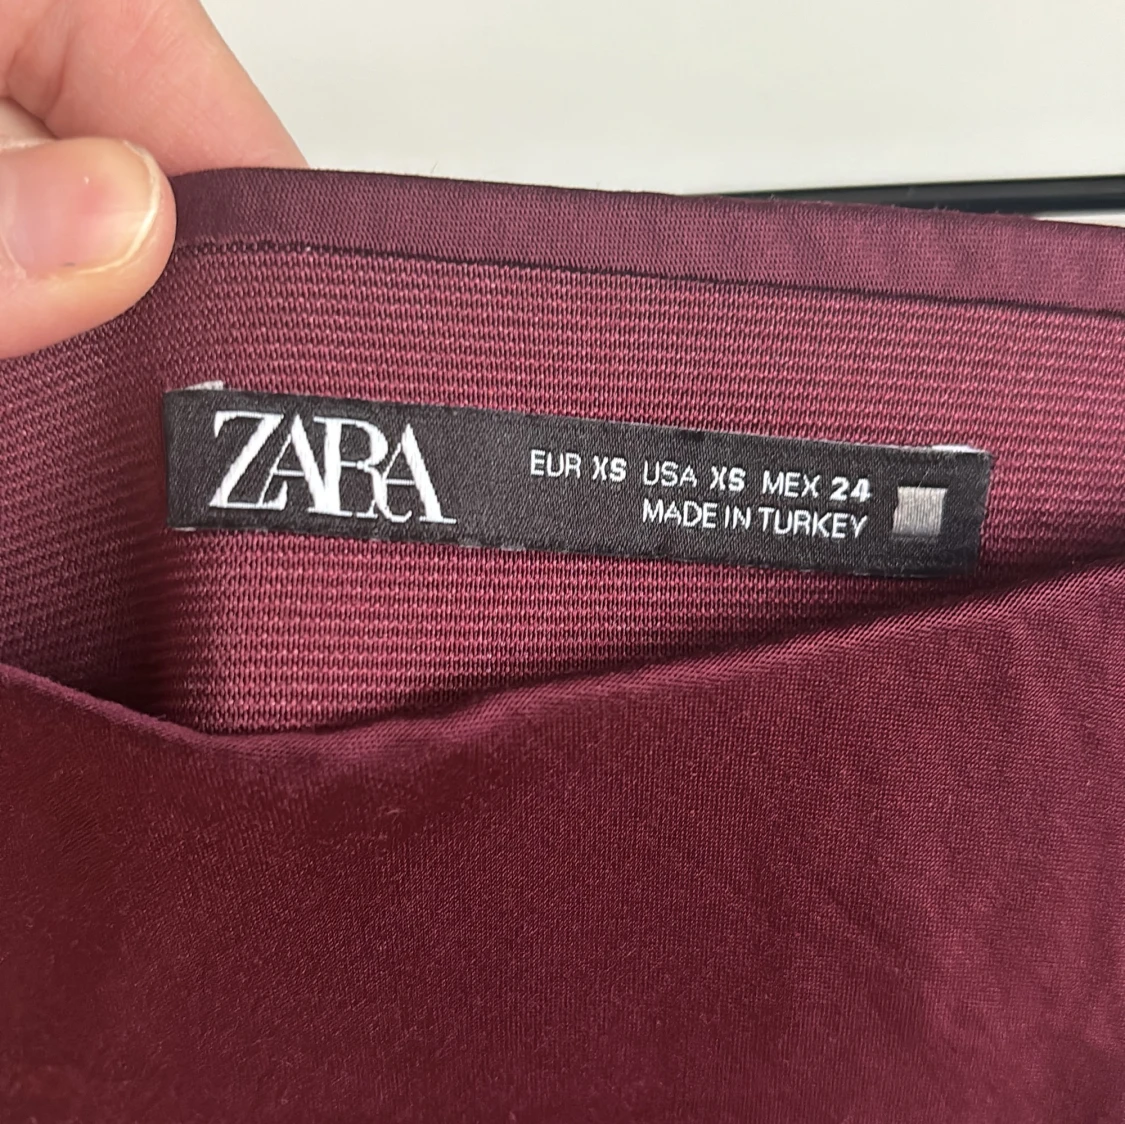 ZARA
EUR XS USA XS MEX 24
MADE IN TURKEY